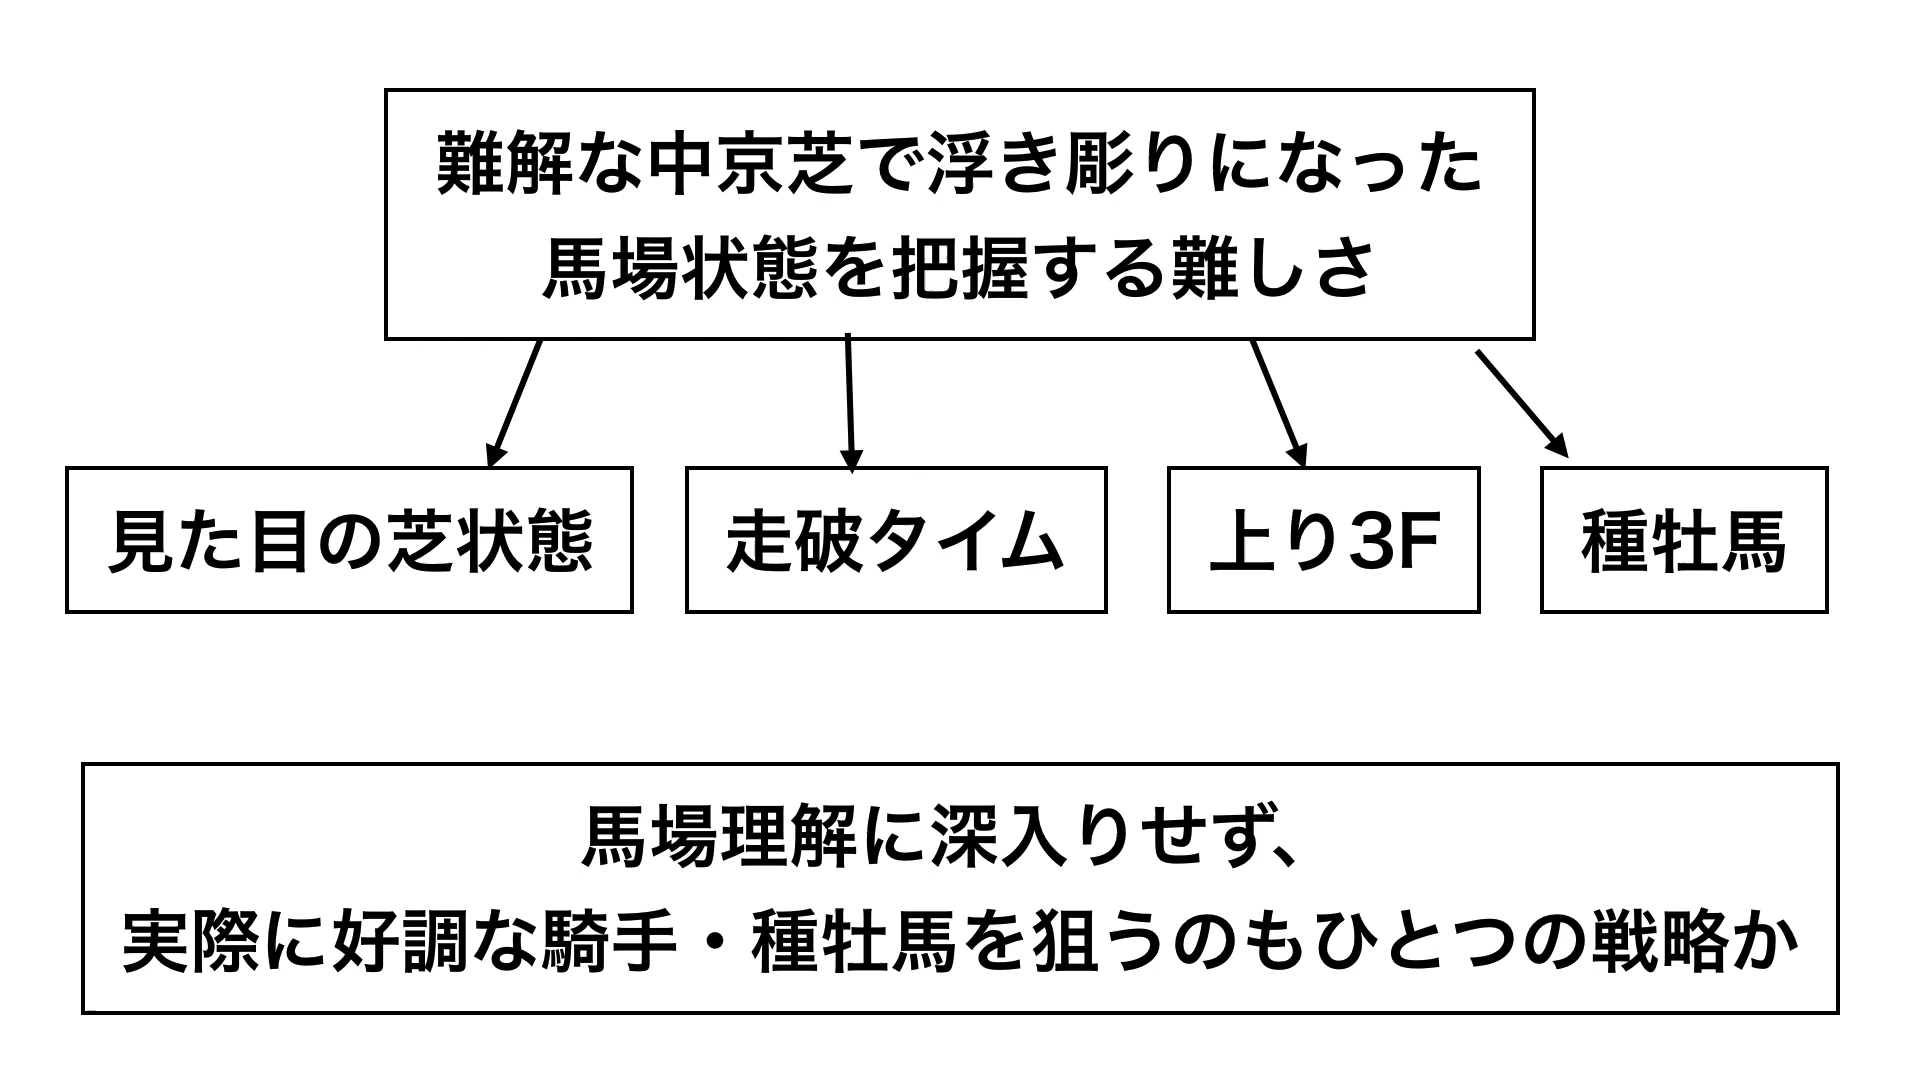 難解な中京芝で浮き彫りになった
馬場状態を把握する難しさ
見た目の芝状態
走破タイム
上り3F
種牡馬
馬場理解に深入りせず、
実際に好調な騎手・種牡馬を狙うのもひとつの戦略か